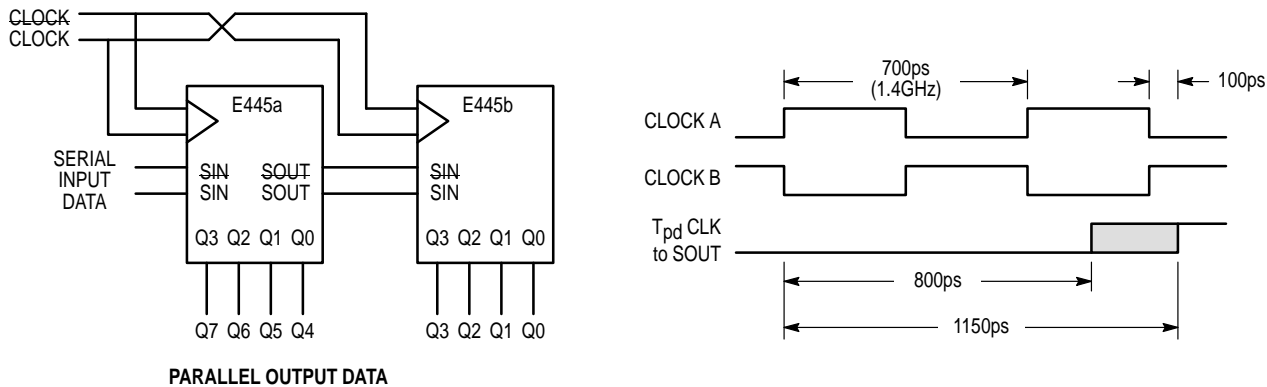 CLOCK
CLOCK
E445a
E445b
SERIAL
INPUT
DATA
SIN
SIN
SOUT
SOUT
SIN
SIN
Q3 Q2 Q1 Q0
Q3 Q2 Q1 Q0
Q7 Q6 Q5 Q4
Q3 Q2 Q1 Q0
PARALLEL OUTPUT DATA
700ps
(1.4GHz)
100ps
CLOCK A
CLOCK B
Tpd CLK
to SOUT
800ps
1150ps